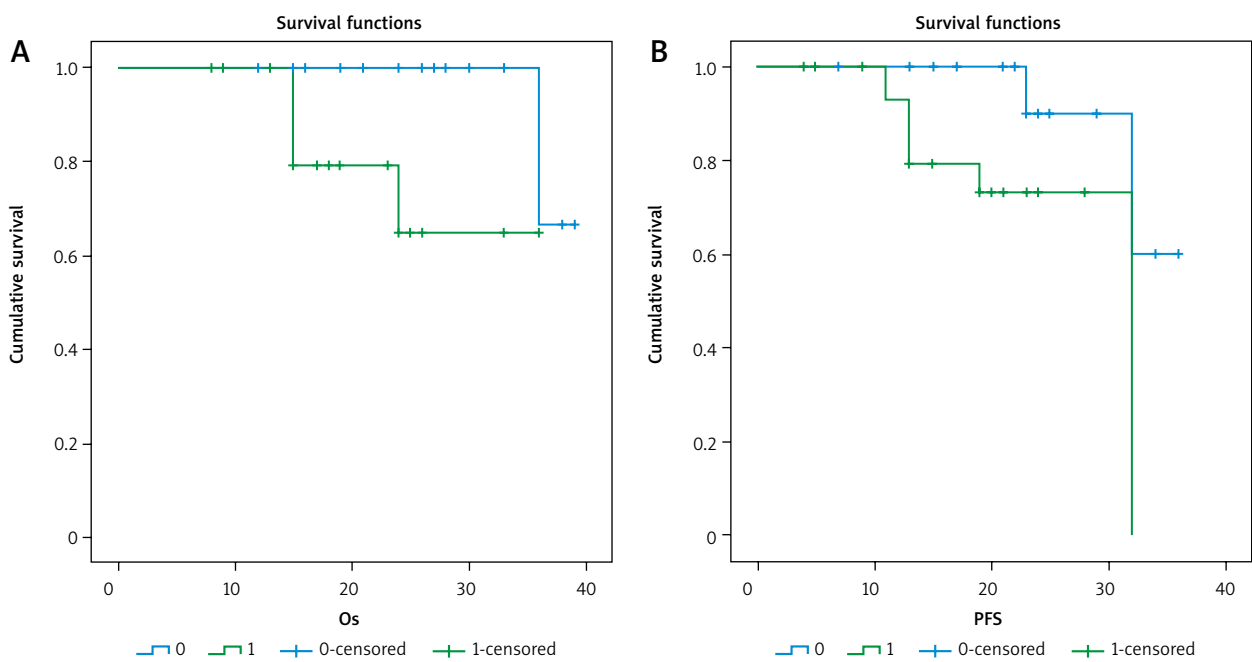 A
Survival functions
Cumulative survival
1.0
0.8
0.6
0.4
0.2
0
0 10 20 30 40
Os
0 1 0-censored 1-censored
B
Survival functions
Cumulative survival
1.0
0.8
0.6
0.4
0.2
0
0 10 20 30 40
PFS
0 1 0-censored 1-censored